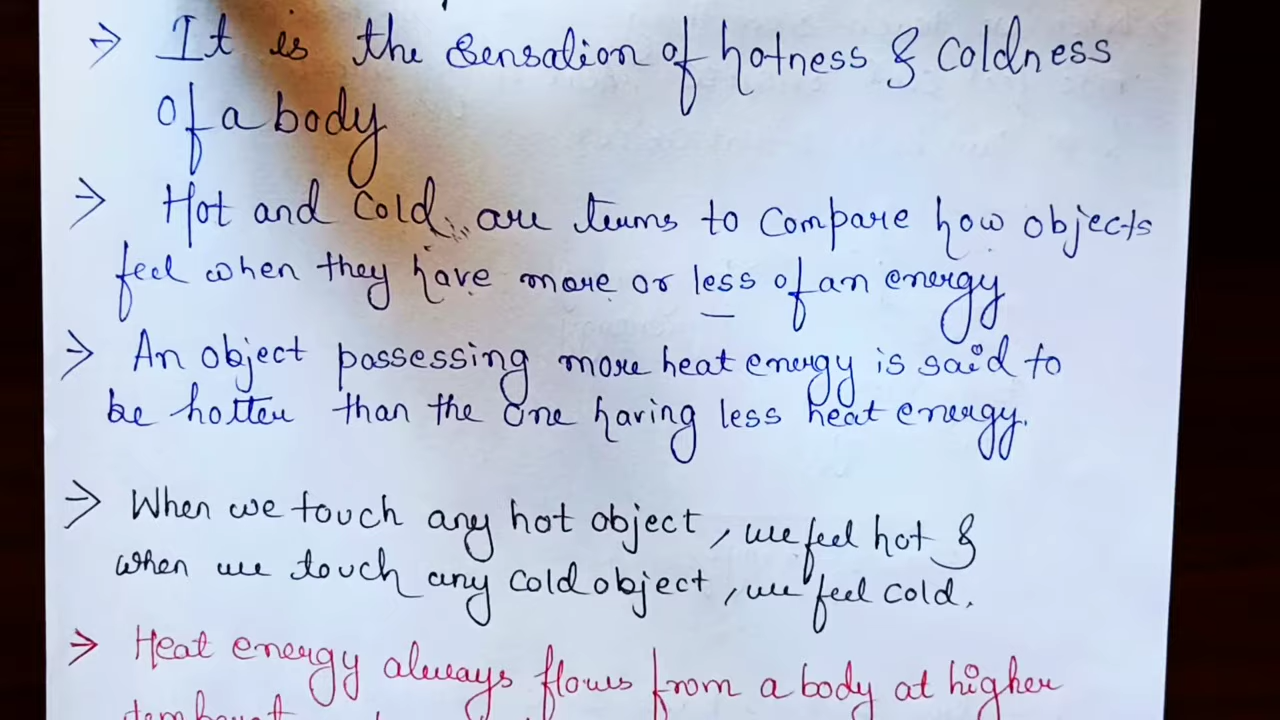 ⇒ It is the sensation of hotness & coldness
of a body
⇒ Hot and cold are terms to compare how objects
feel when they have more or less of an energy
⇒ An object possessing more heat energy is said to
be hotter than the one having less heat energy.
⇒ When we touch any hot object, we feel hot &
when we touch any cold object, we feel cold.
⇒ Heat energy always flows from a body at higher